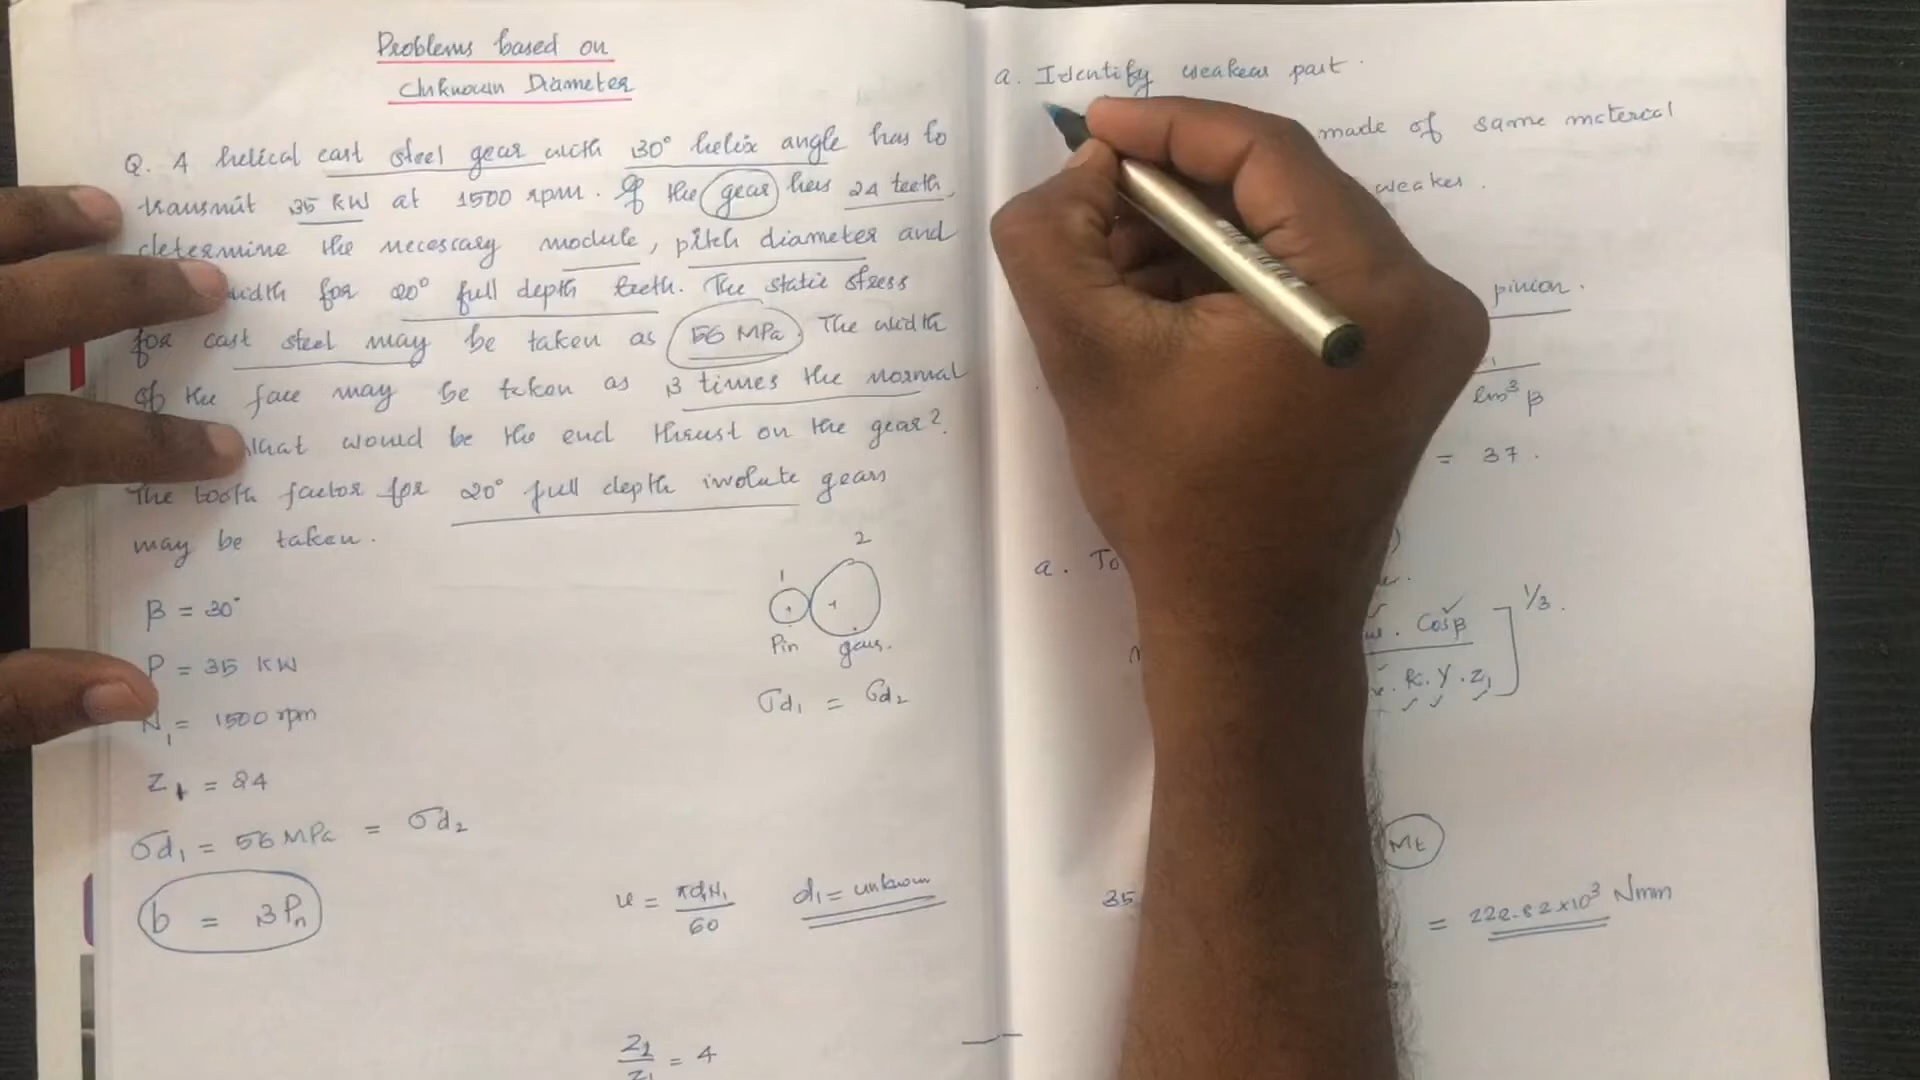 Problems based on
Unknown Diameter
Q. A helical cast steel gear with 30° helix angle has to
transmit 35 KW at 1500 rpm. If the gear has 24 teeth,
determine the necessary module, pitch diameter and
width for 20° full depth teeth. The static stress
for cast steel may be taken as 56 MPa. The width
of the face may be taken as 3 times the normal
What would be the end thrust on the gear?
The tooth factor for 20° full depth involute gears
may be taken.
1 2
Pin gear.
σd₁ = σd₂
β = 30°
P = 35 KW
N₁ = 1500 rpm
Z₁ = 24
σd₁ = 56 MPa = σd₂
b = 3Pn
v = πd₁N₁ / 60 d₁ = unknown
Z₂ / Z₁ = 4
a. Identify weaker part.
made of same material
weaker.
pinion.
cos³ β
= 37.
a. To
. Cosβ ]^1/3.
. K. Y. Z₁
Mt
35
= 222.82×10³ Nmm